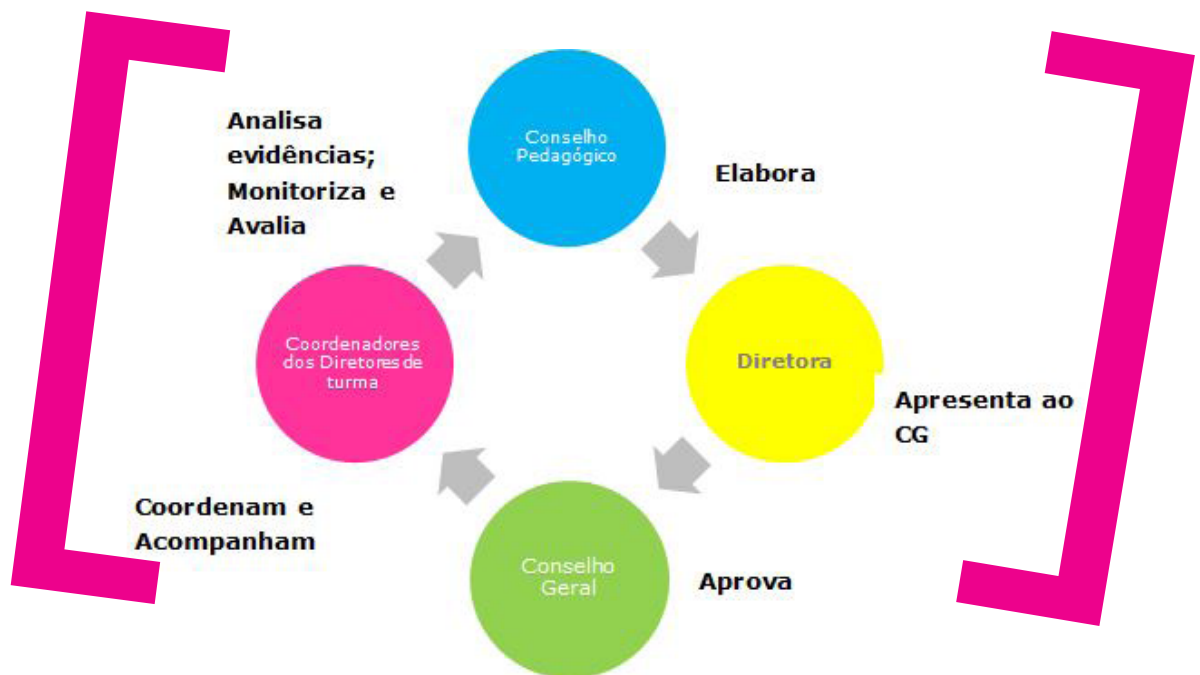 Analisa
evidências;
Monitoriza e
Avalia
Conselho
Pedagógico
Elabora
Coordenadores
dos Diretores de
turma
Diretora
Apresenta ao
CG
Coordenam e
Acompanham
Conselho
Geral
Aprova